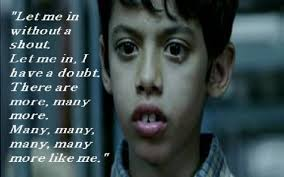 "Let me in
without a
shout.
Let me in, I
have a doubt.
There are
more, many
more.
Many, many,
many, many
more like me."